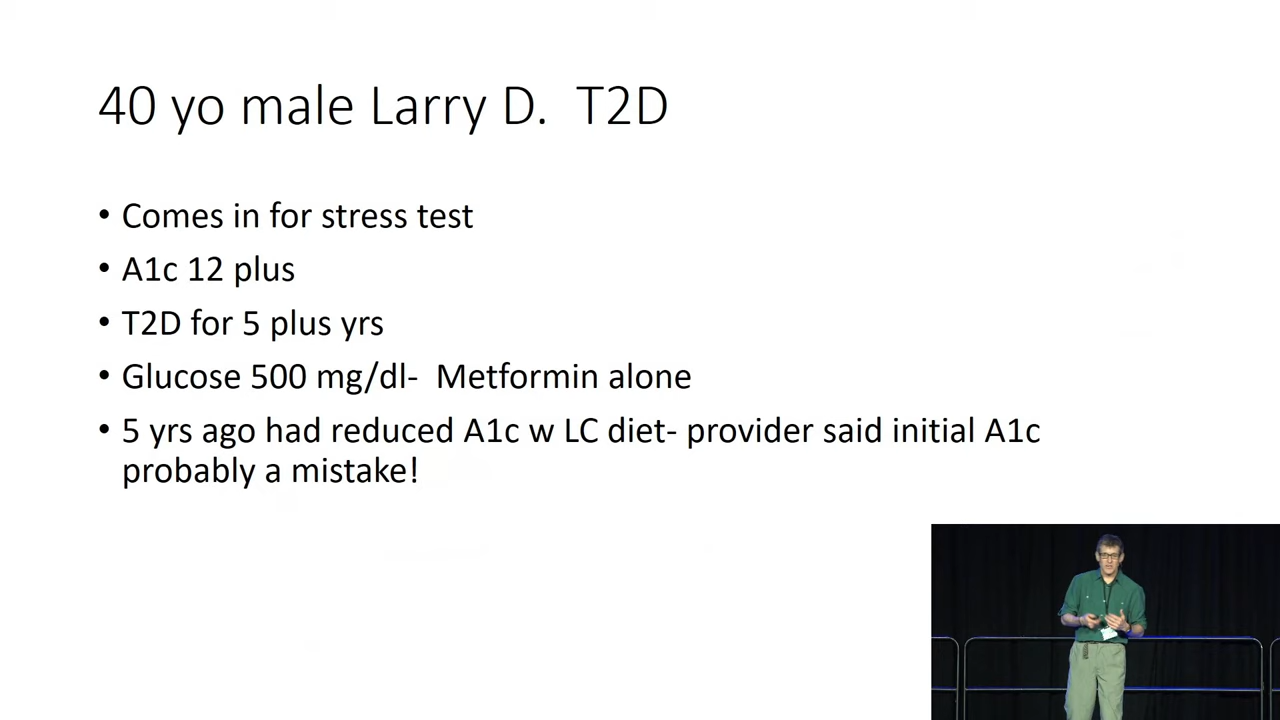 40 yo male Larry D.  T2D
• Comes in for stress test
• A1c 12 plus
• T2D for 5 plus yrs
• Glucose 500 mg/dl-  Metformin alone
• 5 yrs ago had reduced A1c w LC diet- provider said initial A1c
probably a mistake!